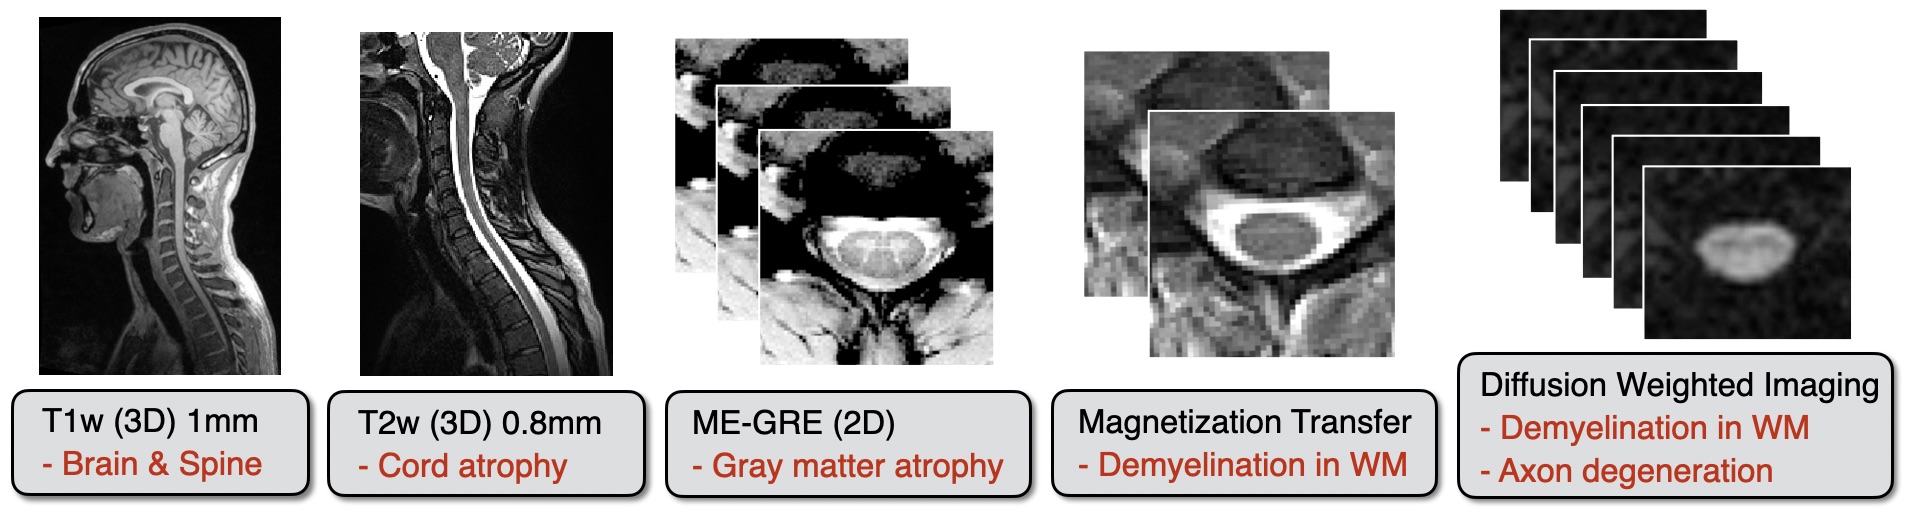 T1w (3D) 1mm
- Brain & Spine
T2w (3D) 0.8mm
- Cord atrophy
ME-GRE (2D)
- Gray matter atrophy
Magnetization Transfer
- Demyelination in WM
Diffusion Weighted Imaging
- Demyelination in WM
- Axon degeneration